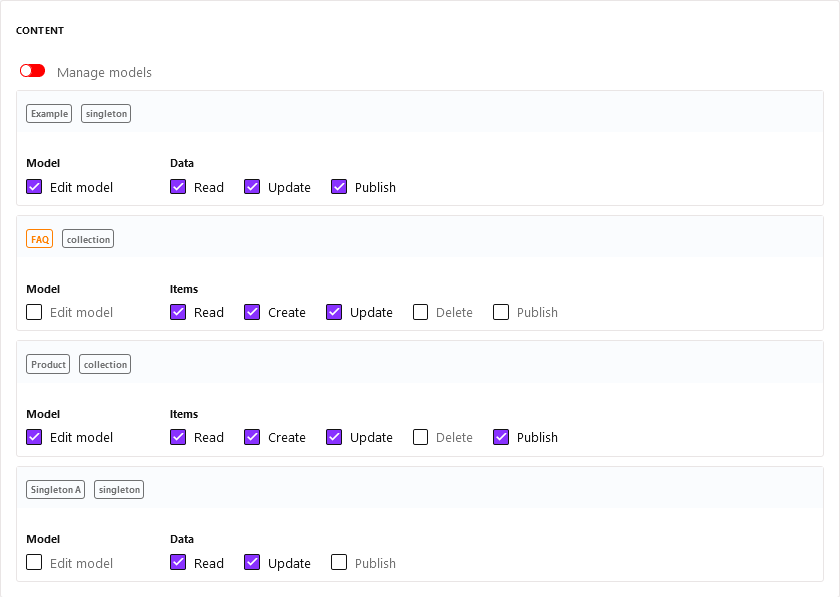 CONTENT
Manage models
Example singleton
Model Data
Edit model Read Update Publish
FAQ collection
Model Items
Edit model Read Create Update Delete Publish
Product collection
Model Items
Edit model Read Create Update Delete Publish
Singleton A singleton
Model Data
Edit model Read Update Publish